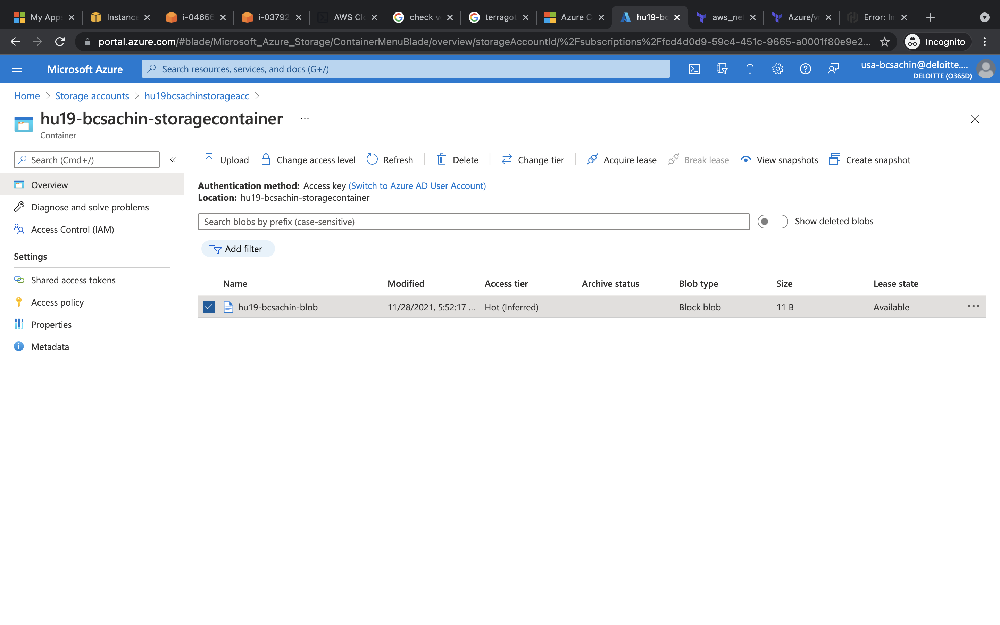 My Apps Instance i-04656 i-03792 AWS Clo check ve terragot Azure C hu19-bc aws_net Azure/vi Error: In
portal.azure.com/#blade/Microsoft_Azure_Storage/ContainerMenuBlade/overview/storageAccountId/%2Fsubscriptions%2Ffcd4d0d9-59c4-451c-9665-a0001f80e9e2... Incognito
Microsoft Azure Search resources, services, and docs (G+/) usa-bcsachin@deloitte....
DELOITTE (O365D)
Home > Storage accounts > hu19bcsachinstorageacc >
hu19-bcsachin-storagecontainer ...
Container
Search (Cmd+/) «
Upload Change access level Refresh Delete Change tier Acquire lease Break lease View snapshots Create snapshot
Overview
Diagnose and solve problems
Access Control (IAM)
Settings
Shared access tokens
Access policy
Properties
Metadata
Authentication method: Access key (Switch to Azure AD User Account)
Location: hu19-bcsachin-storagecontainer
Search blobs by prefix (case-sensitive) Show deleted blobs
Add filter
Name Modified Access tier Archive status Blob type Size Lease state
hu19-bcsachin-blob 11/28/2021, 5:52:17 ... Hot (Inferred) Block blob 11 B Available ...